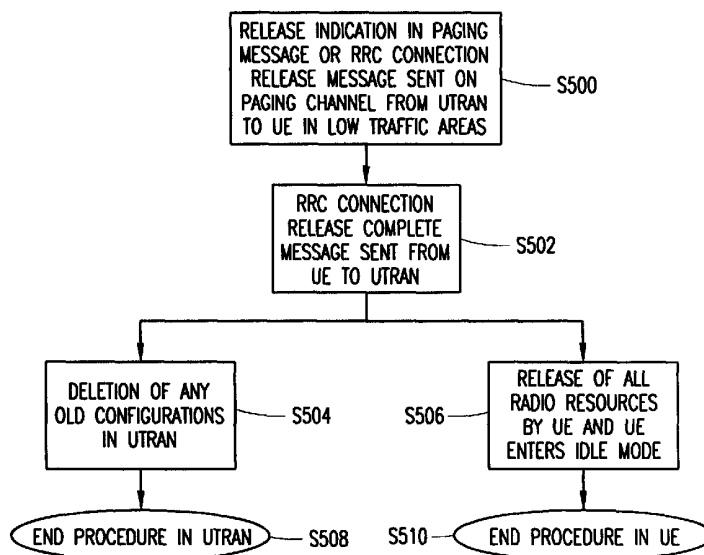 RELEASE INDICATION IN PAGING
MESSAGE OR RRC CONNECTION
RELEASE MESSAGE SENT ON
PAGING CHANNEL FROM UTRAN
TO UE IN LOW TRAFFIC AREAS
S500
RRC CONNECTION
RELEASE COMPLETE
MESSAGE SENT FROM
UE TO UTRAN
S502
DELETION OF ANY
OLD CONFIGURATIONS
IN UTRAN
S504
S506
RELEASE OF ALL
RADIO RESOURCES
BY UE AND UE
ENTERS IDLE MODE
END PROCEDURE IN UTRAN
S508
S510
END PROCEDURE IN UE